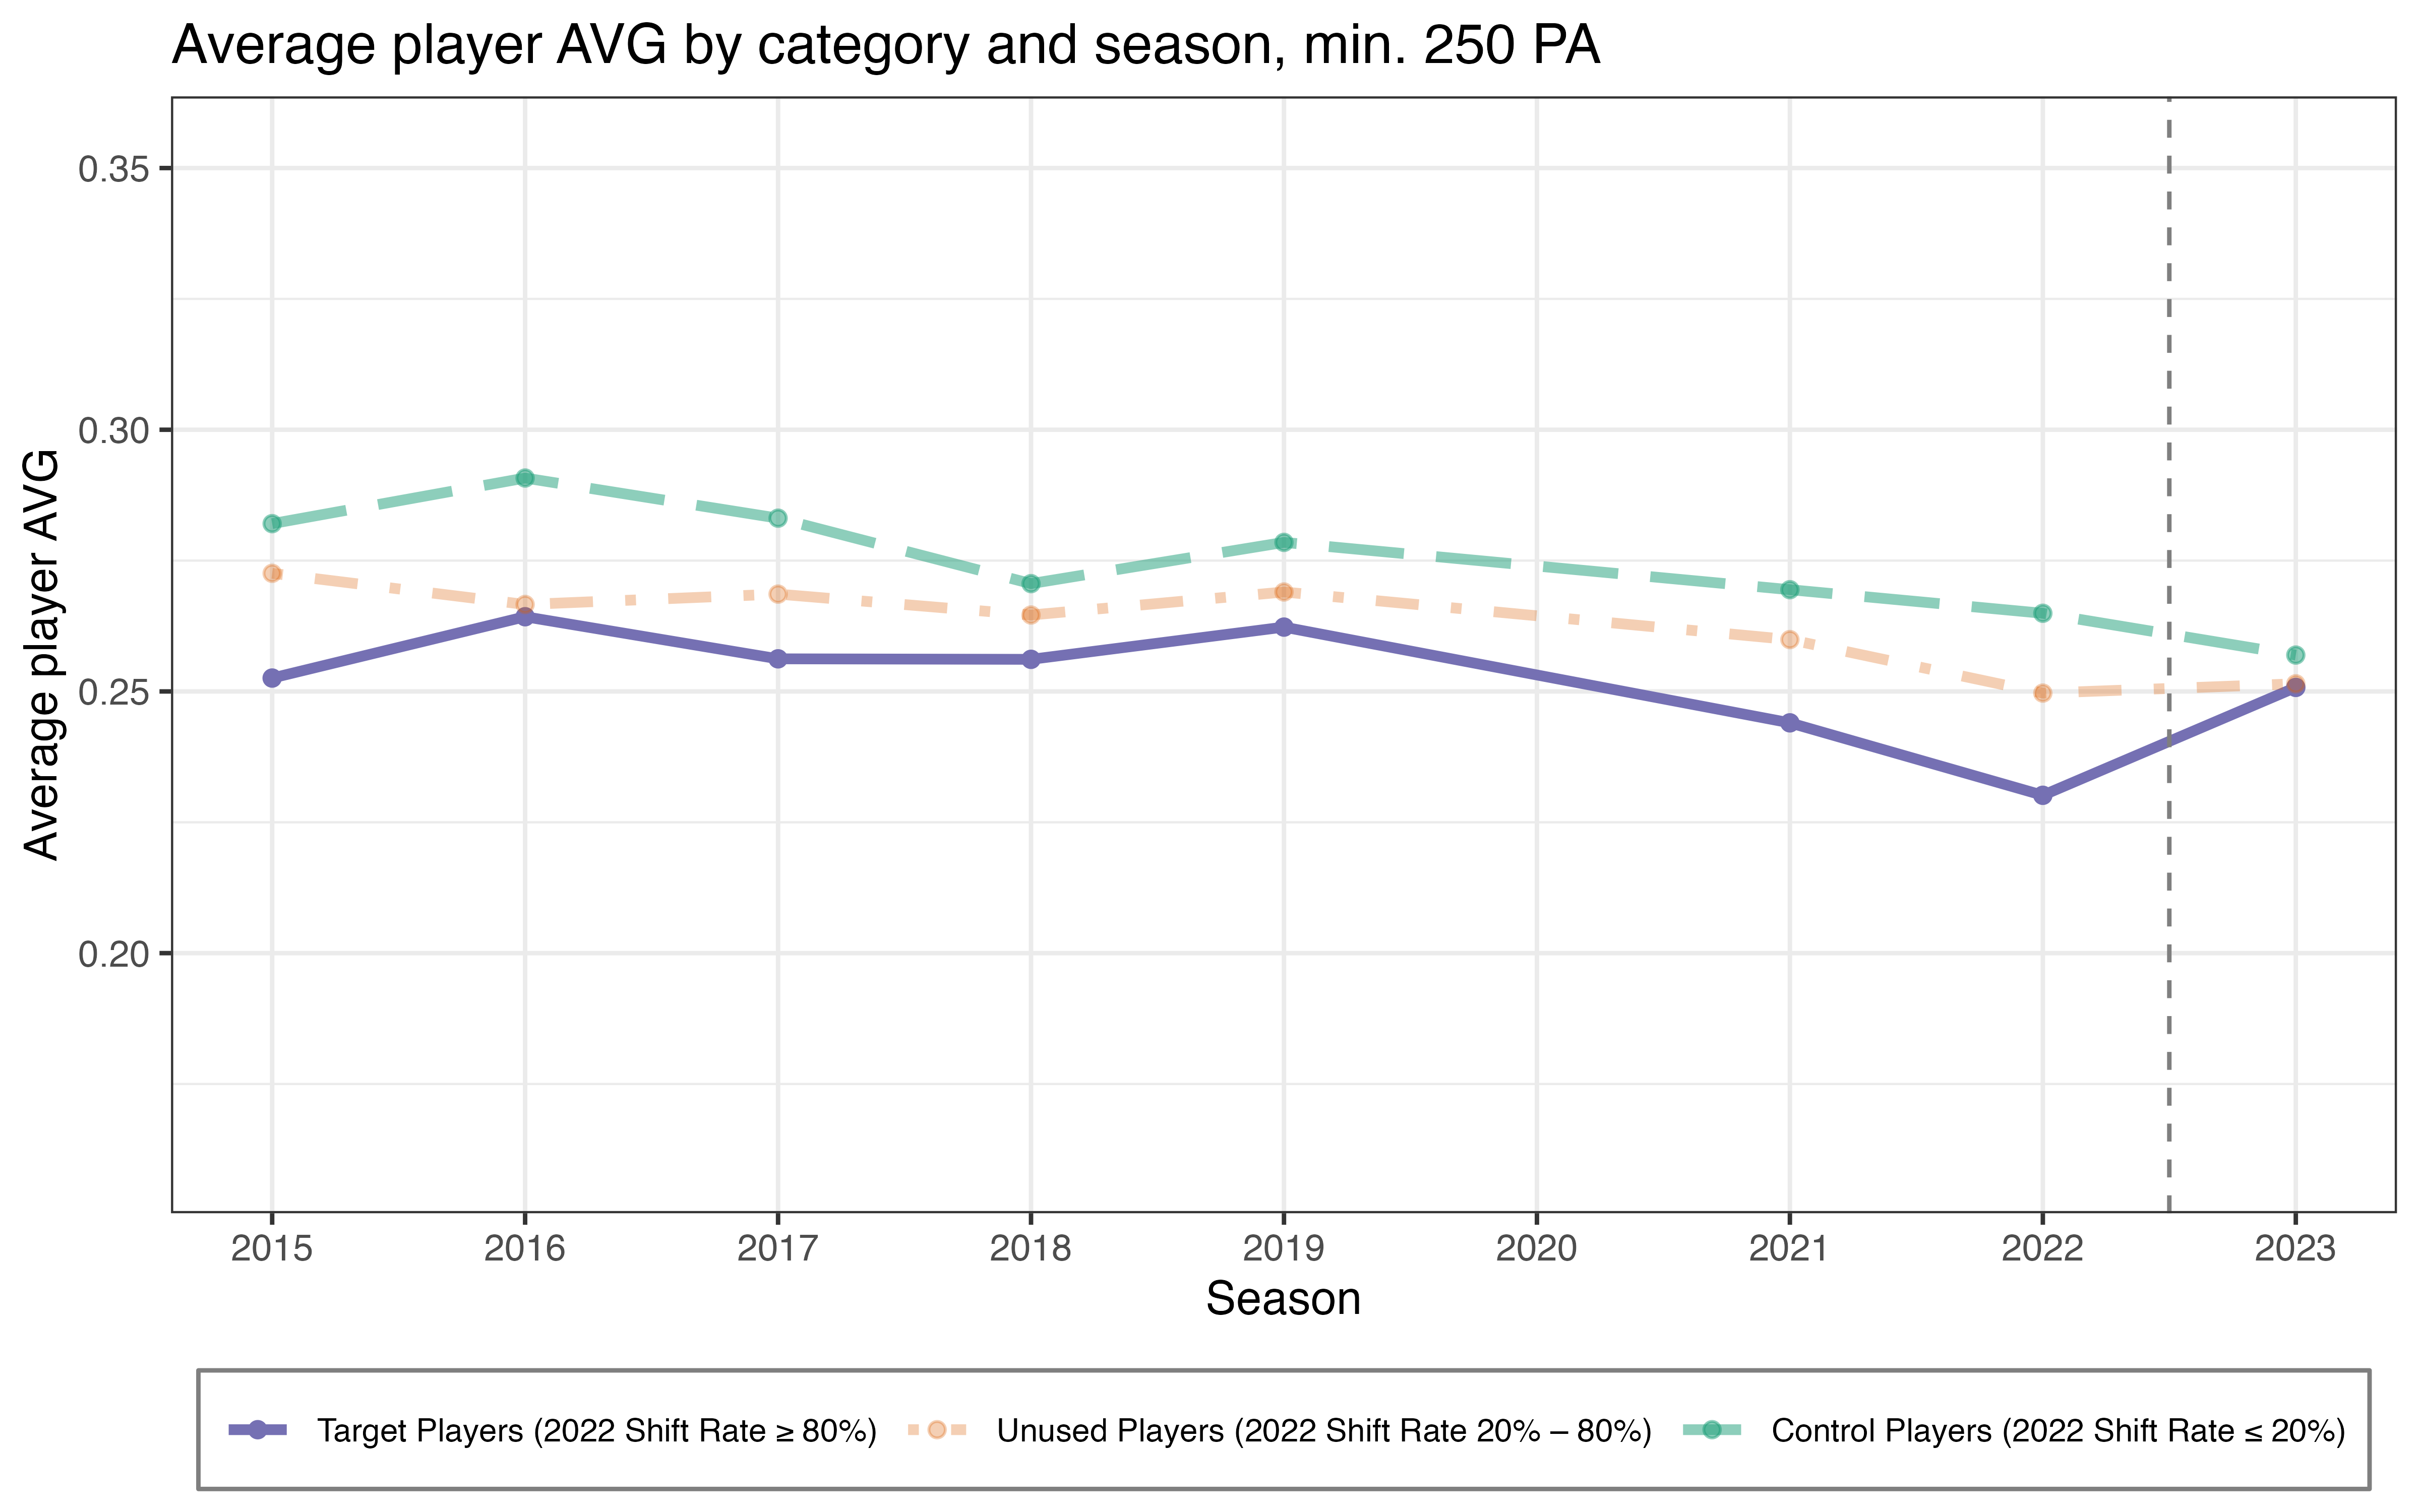 Average player AVG by category and season, min. 250 PA
Average player AVG
0.35
0.30
0.25
0.20
2015 2016 2017 2018 2019 2020 2021 2022 2023
Season
Target Players (2022 Shift Rate ≥ 80%) Unused Players (2022 Shift Rate 20% – 80%) Control Players (2022 Shift Rate ≤ 20%)